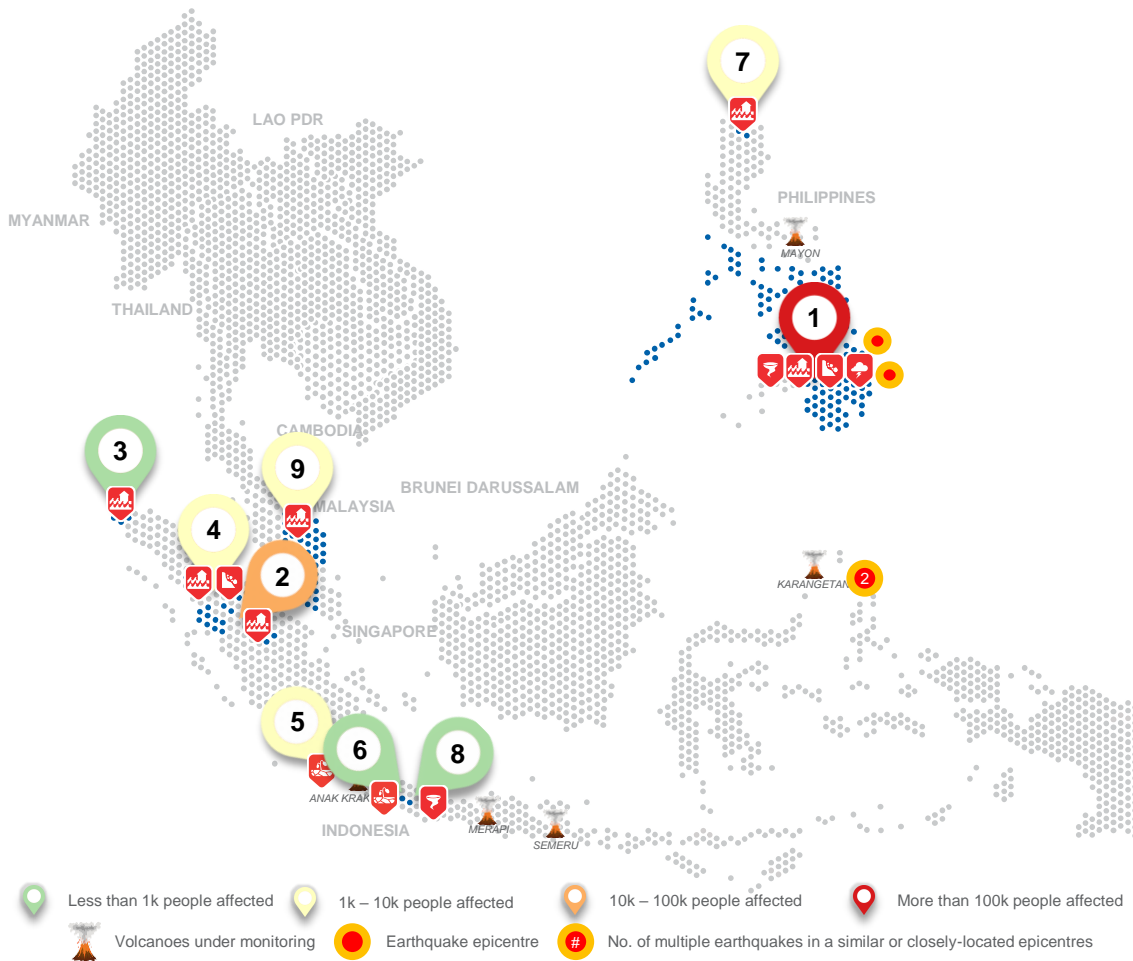 7
LAO PDR
MYANMAR
PHILIPPINES
MAYON
THAILAND
1
CAMBODIA
3
9
BRUNEI DARUSSALAM
MALAYSIA
4
2
KARANGETAN
2
SINGAPORE
5
6
8
ANAK KRAK
INDONESIA
MERAPI
SEMERU
Less than 1k people affected
1k – 10k people affected
10k – 100k people affected
More than 100k people affected
Volcanoes under monitoring
Earthquake epicentre
# No. of multiple earthquakes in a similar or closely-located epicentres